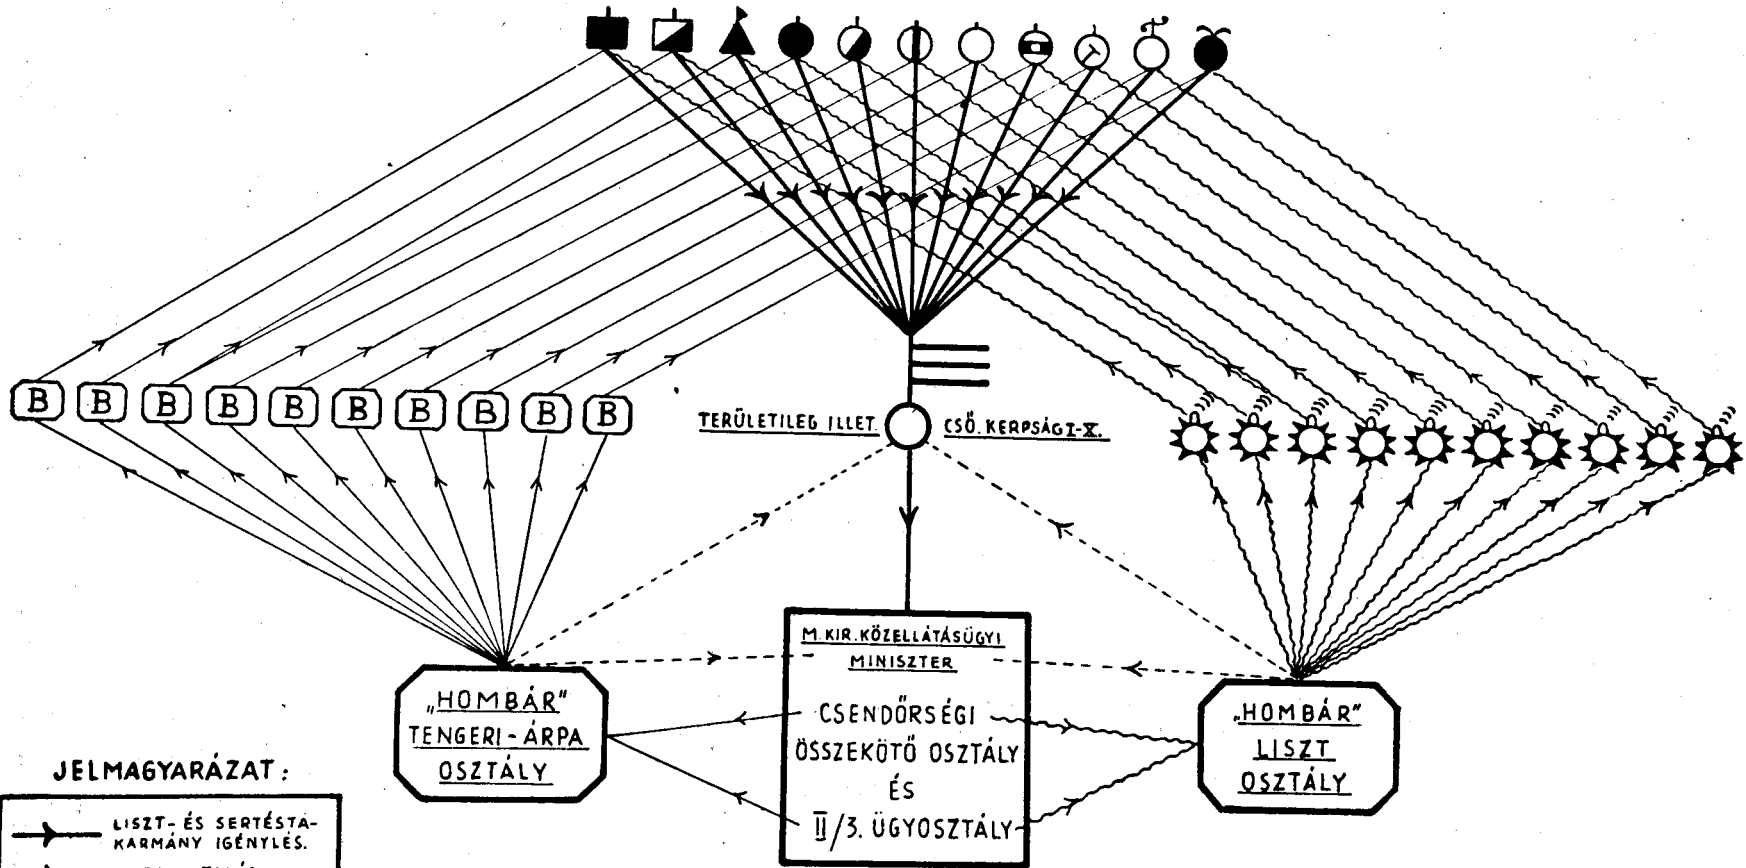 B B B B B B B B B B
TERÜLETILEG ILLET. CSŐ. KERPSÁG I-X.
M. KIR. KÖZELLÁTÁSÜGYI
MINISZTER
CSENDŐRSÉGI
ÖSSZEKÖTŐ OSZTÁLY
ÉS
II/3. ÜGYOSZTÁLY
„HOMBÁR"
TENGERI-ÁRPA
OSZTÁLY
„HOMBÁR"
LISZT
OSZTÁLY
JELMAGYARÁZAT:
LISZT- ÉS SERTÉSTA-
KARMÁNY IGÉNYLÉS.